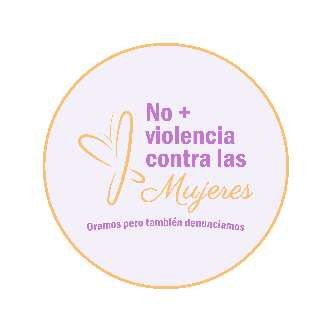 No +
violencia
contra las
Mujeres
Oramos pero también denunciamos